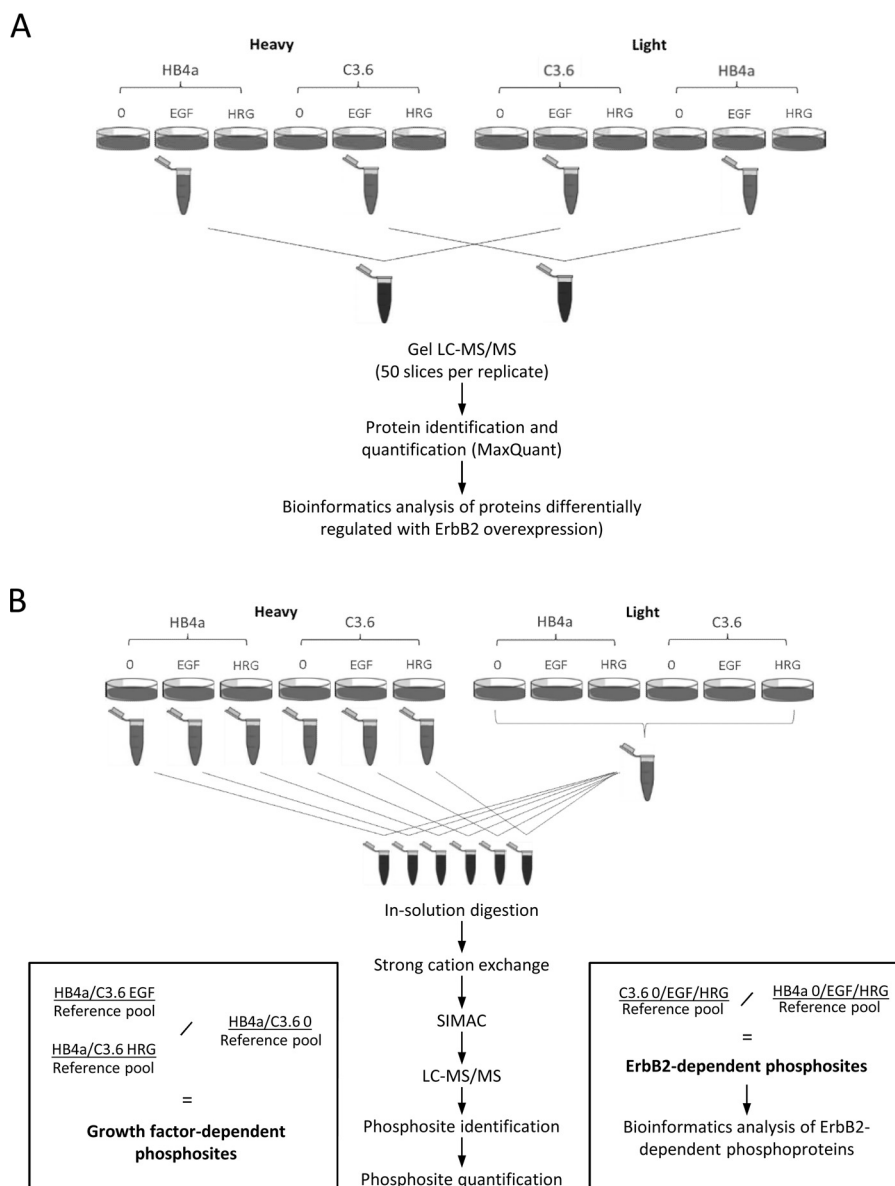 A
Heavy
Light
HB4a
C3.6
C3.6
HB4a
0
EGF
HRG
0
EGF
HRG
0
EGF
HRG
0
EGF
HRG
Gel LC-MS/MS
(50 slices per replicate)
Protein identification and
quantification (MaxQuant)
Bioinformatics analysis of proteins differentially
regulated with ErbB2 overexpression)
B
Heavy
Light
HB4a
C3.6
HB4a
C3.6
0
EGF
HRG
0
EGF
HRG
0
EGF
HRG
0
EGF
HRG
In-solution digestion
Strong cation exchange
SIMAC
LC-MS/MS
Phosphosite identification
Phosphosite quantification
HB4a/C3.6 EGF
Reference pool
HB4a/C3.6 HRG
Reference pool
/
HB4a/C3.6 0
Reference pool
=
Growth factor-dependent
phosphosites
C3.6 0/EGF/HRG
Reference pool
/
HB4a 0/EGF/HRG
Reference pool
=
ErbB2-dependent phosphosites
Bioinformatics analysis of ErbB2-
dependent phosphoproteins